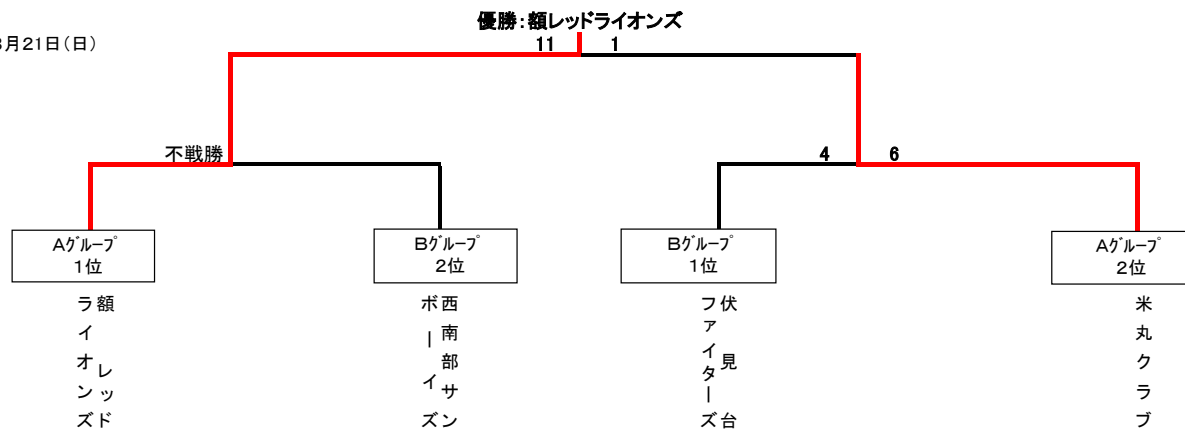 優勝：額レッドライオンズ
月21日（日）
11 1
不戦勝
4 6
Aグループ
1位
Bグループ
2位
Bグループ
1位
Aグループ
2位
額レッド
ライオンズ
西南部サン
ボーイズ
伏見台
ファイターズ
米丸クラブ